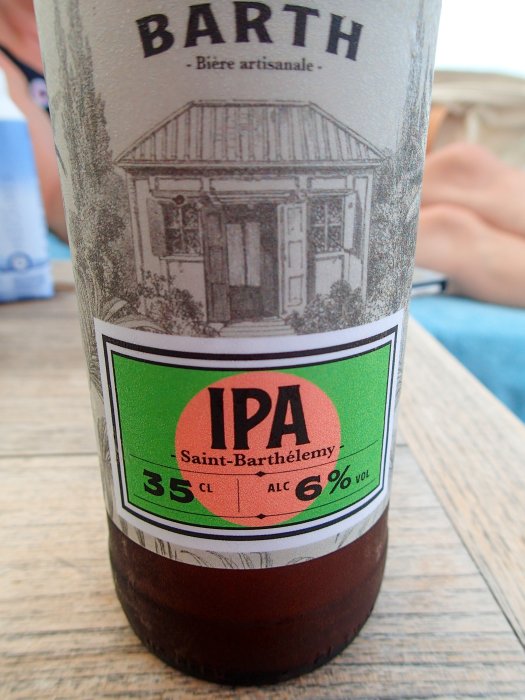 BARTH
- Bière artisanale -
IPA
- Saint-Barthélemy -
35 CL
ALC 6% VOL